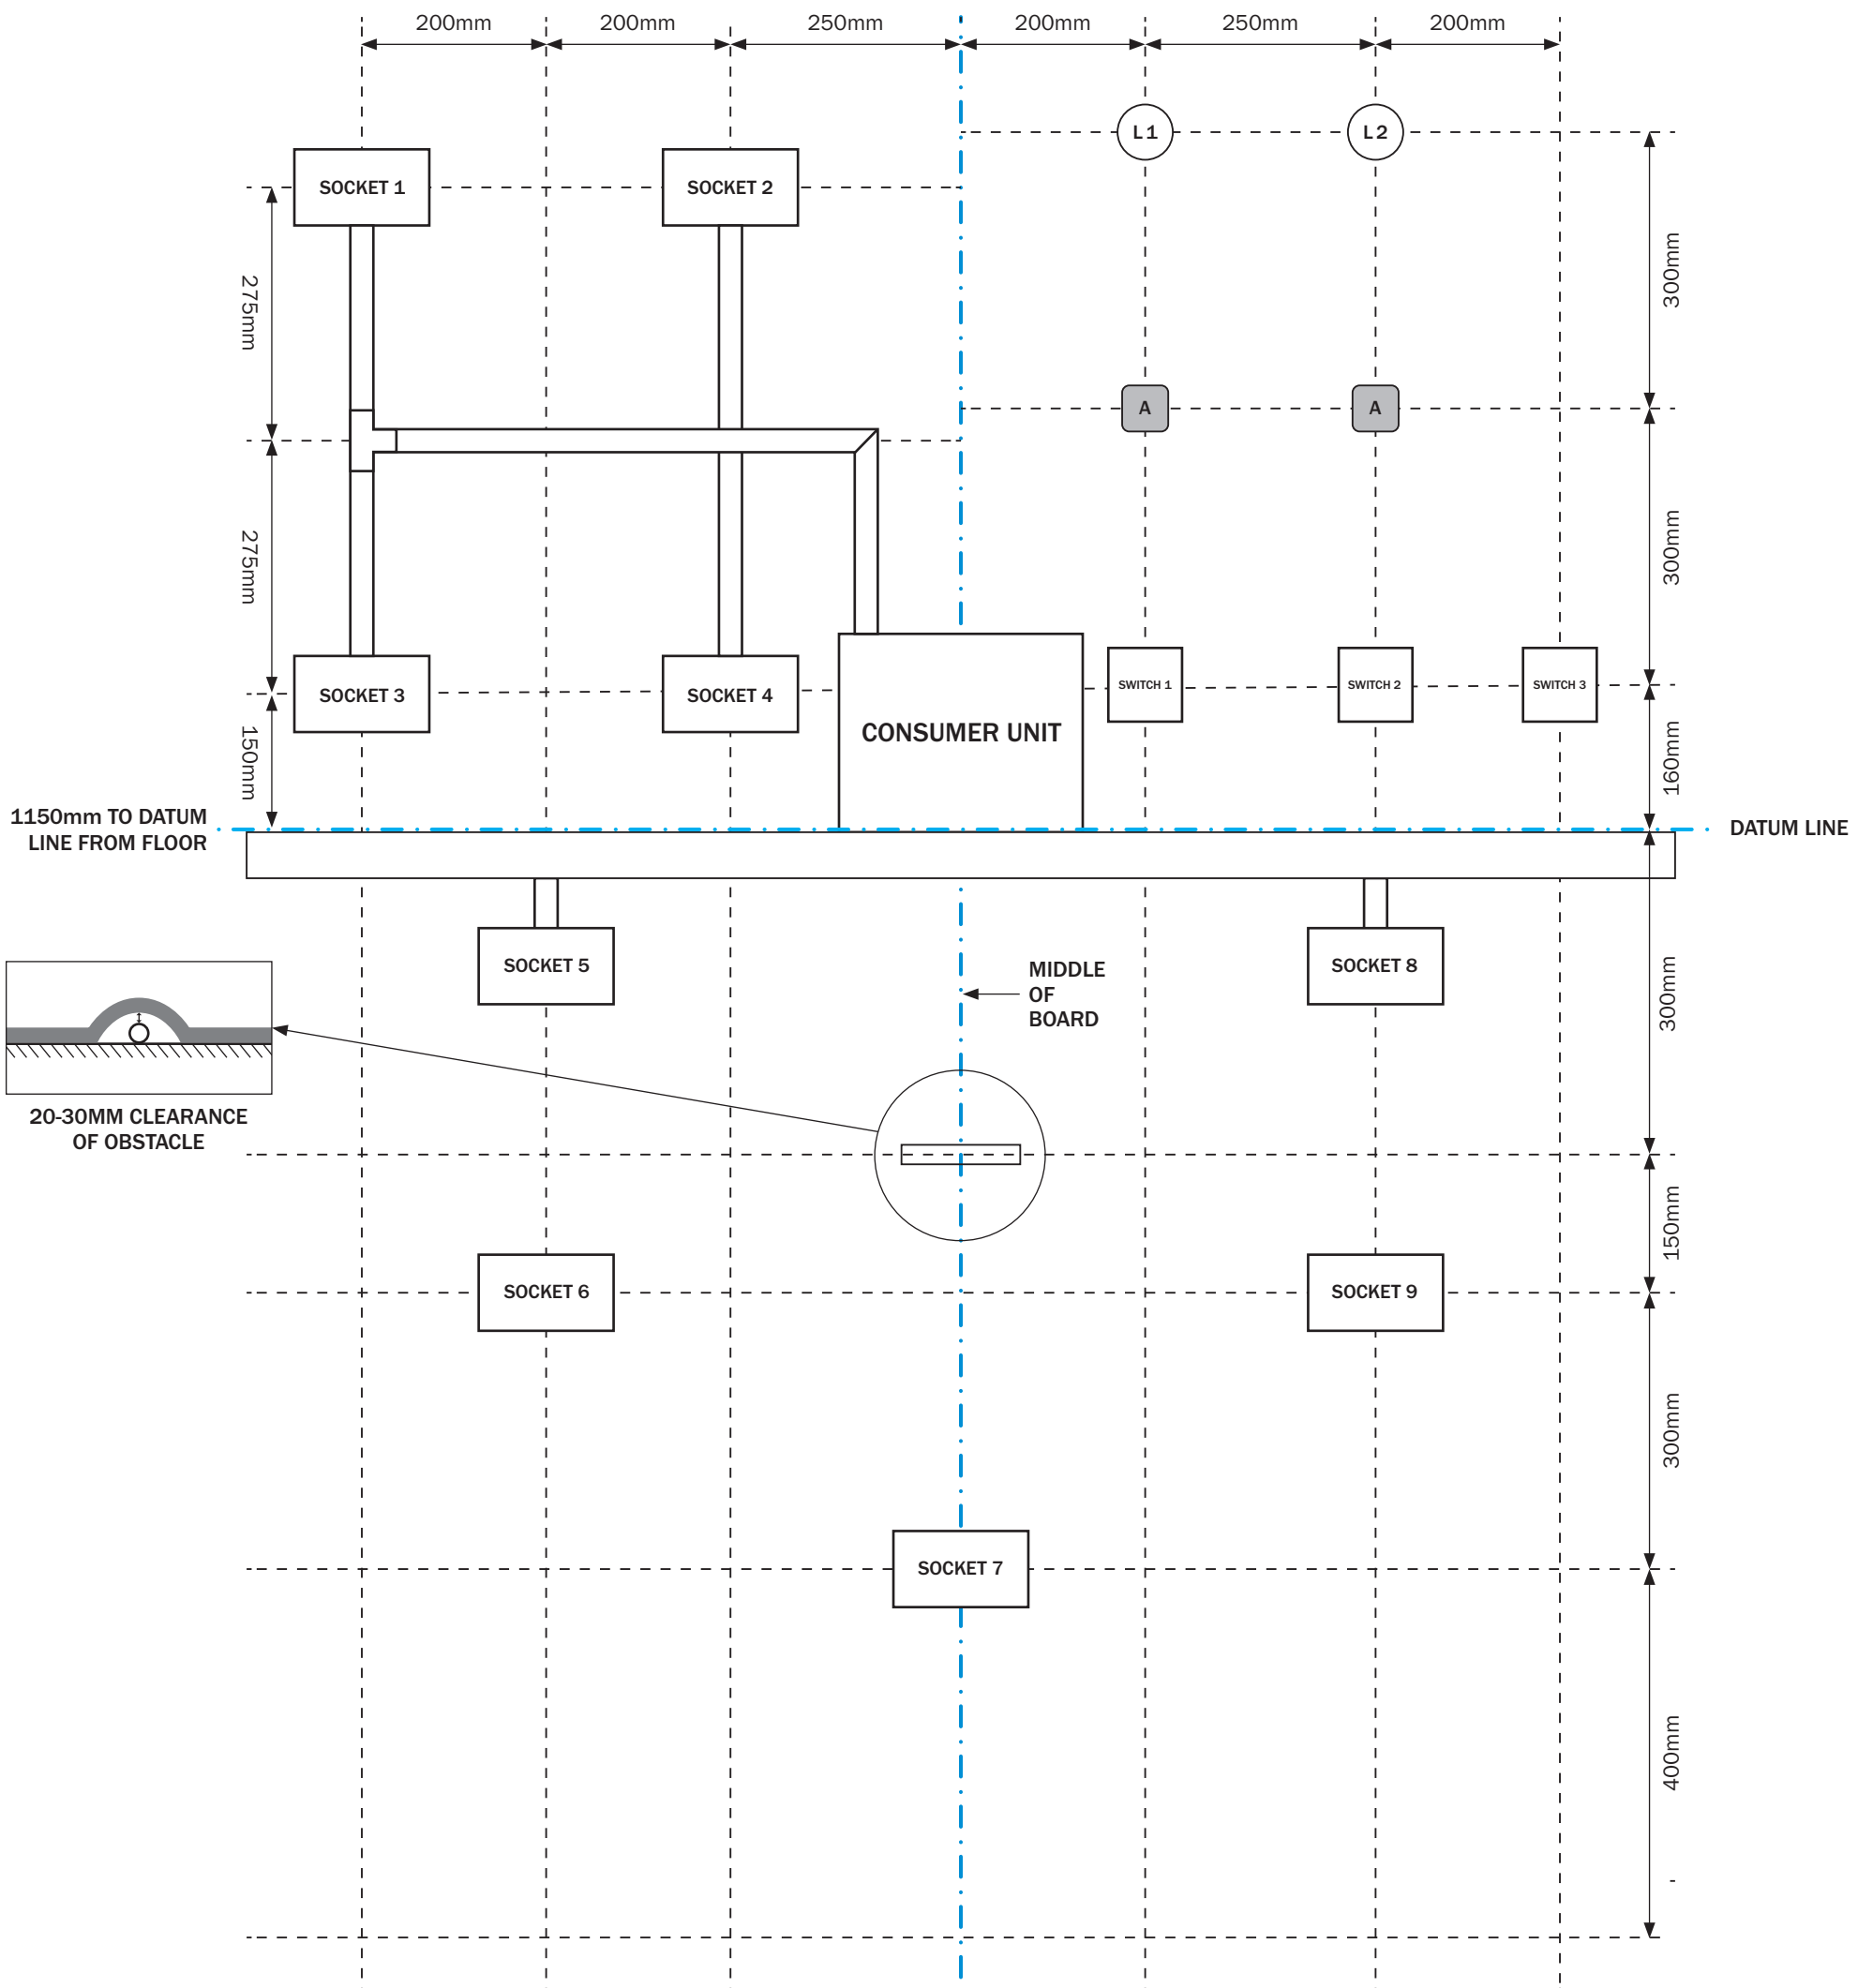 200mm
200mm
250mm
200mm
250mm
200mm
L1
L2
SOCKET 1
SOCKET 2
275mm
300mm
A
A
275mm
300mm
SOCKET 3
SOCKET 4
CONSUMER UNIT
SWITCH 1
SWITCH 2
SWITCH 3
150mm
160mm
1150mm TO DATUM
LINE FROM FLOOR
DATUM LINE
SOCKET 5
MIDDLE
OF
BOARD
SOCKET 8
300mm
20-30MM CLEARANCE
OF OBSTACLE
150mm
SOCKET 6
SOCKET 9
300mm
SOCKET 7
400mm